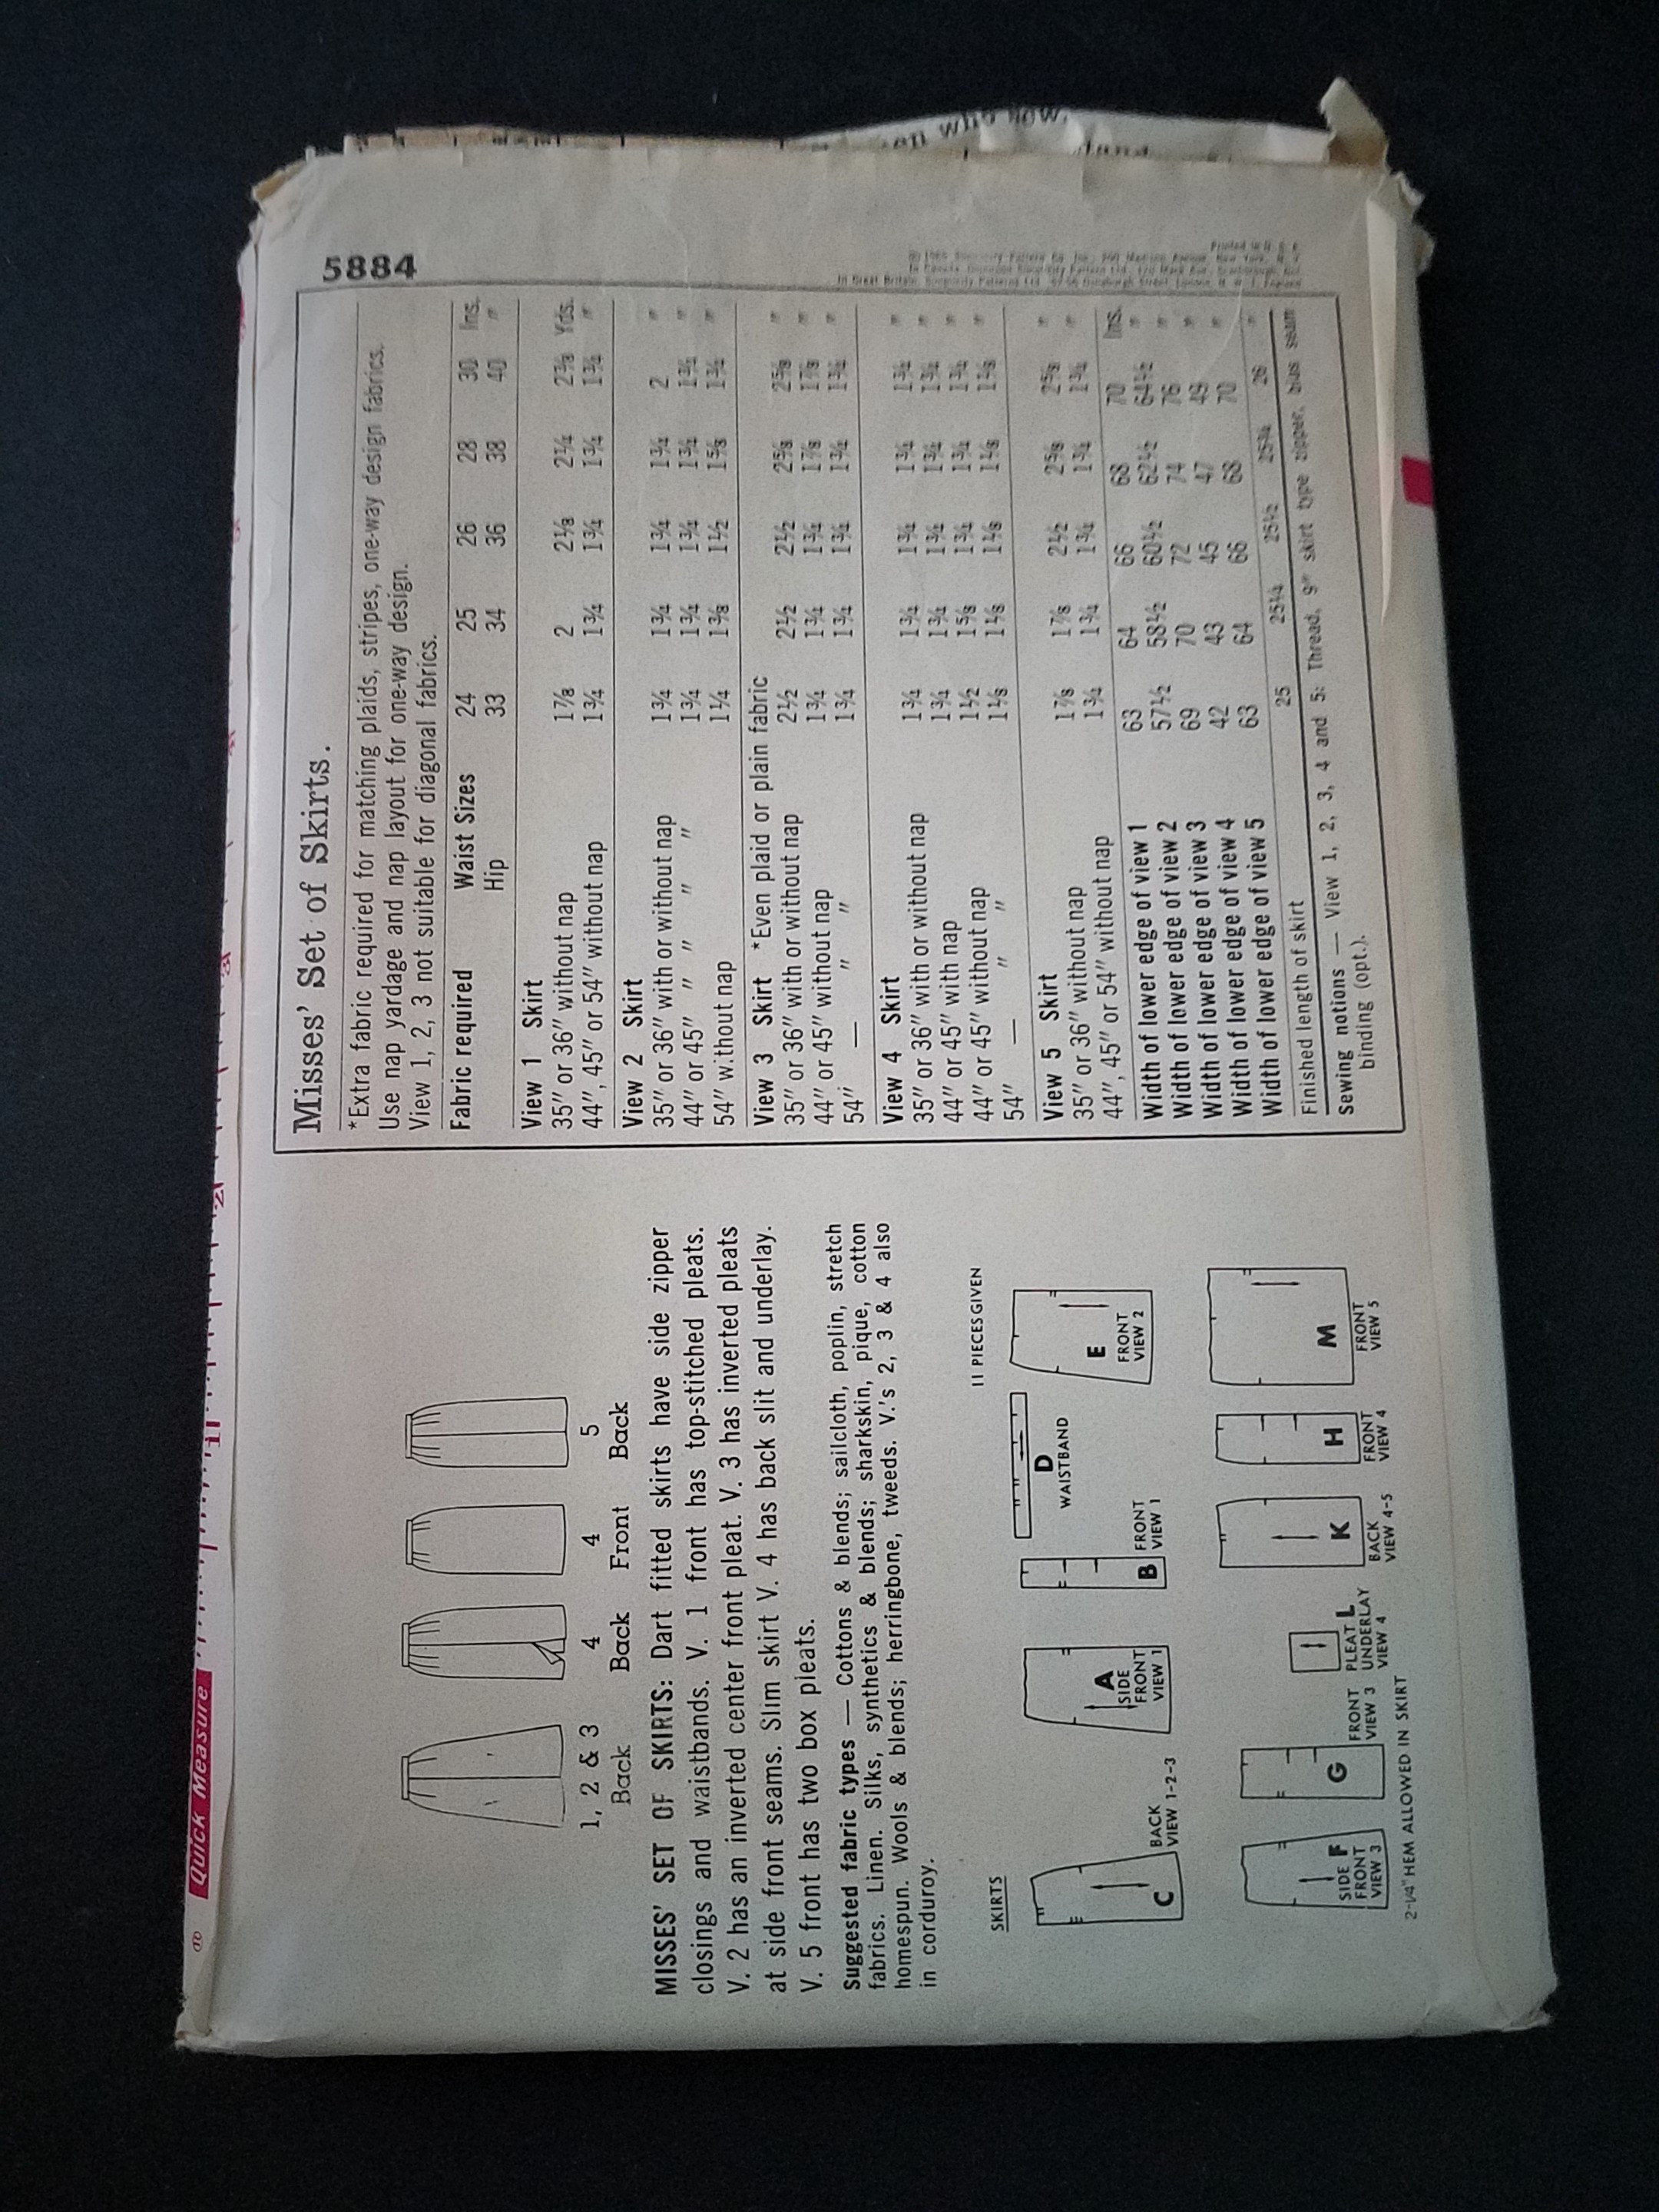 Quick Measure
1, 2 & 3
Back
4
Back
4
Front
5
Back
MISSES' SET OF SKIRTS: Dart fitted skirts have side zipper
closings and waistbands. V. 1 front has top-stitched pleats.
V. 2 has an inverted center front pleat. V. 3 has inverted pleats
at side front seams. Slim skirt V. 4 has back slit and underlay.
V. 5 front has two box pleats.
Suggested fabric types — Cottons & blends; sailcloth, poplin, stretch
fabrics. Linen. Silks, synthetics & blends; sharkskin, pique, cotton
homespun. Wools & blends; herringbone, tweeds. V.'s 2, 3 & 4 also
in corduroy.
SKIRTS
11 PIECES GIVEN
C
BACK
VIEW 1-2-3
A
SIDE
FRONT
VIEW 1
B
FRONT
VIEW 1
D
WAISTBAND
E
FRONT
VIEW 2
SIDE F
FRONT
VIEW 3
G
FRONT
VIEW 3
PLEAT L
UNDERLAY
VIEW 4
K
BACK
VIEW 4-5
H
FRONT
VIEW 4
M
FRONT
VIEW 5
2-1/4" HEM ALLOWED IN SKIRT
5884
Misses' Set of Skirts.
*Extra fabric required for matching plaids, stripes, one-way design fabrics.
Use nap yardage and nap layout for one-way design.
View 1, 2, 3 not suitable for diagonal fabrics.
Fabric required Waist Sizes 24 25 26 28 30 Ins.
Hip 33 34 36 38 40 "
View 1 Skirt
35" or 36" without nap 1⅞ 2 2⅛ 2¼ 2⅜ Yds.
44", 45" or 54" without nap 1¾ 1¾ 1¾ 1¾ 1¾ "
View 2 Skirt
35" or 36" with or without nap 1¾ 1¾ 1¾ 1¾ 2 "
44" or 45" " " " " 1¾ 1¾ 1¾ 1¾ 1¾ "
54" without nap 1¼ 1⅜ 1½ 1⅝ 1¾ "
View 3 Skirt *Even plaid or plain fabric
35" or 36" with or without nap 2½ 2½ 2½ 2⅝ 2⅝ "
44" or 45" without nap 1¾ 1¾ 1¾ 1⅞ 1⅞ "
54" — " " 1¾ 1¾ 1¾ 1¾ 1¾ "
View 4 Skirt
35" or 36" with or without nap 1¾ 1¾ 1¾ 1¾ 1¾ "
44" or 45" with nap 1¾ 1¾ 1¾ 1¾ 1¾ "
44" or 45" without nap 1½ 1⅝ 1¾ 1¾ 1¾ "
54" — " " 1⅛ 1⅛ 1⅛ 1⅛ 1⅛ "
View 5 Skirt
35" or 36" without nap 1⅞ 1⅞ 2½ 2⅝ 2⅝ "
44", 45" or 54" without nap 1¾ 1¾ 1¾ 1¾ 1¾ "
Width of lower edge of view 1 63 64 66 68 70 Ins.
Width of lower edge of view 2 57½ 58½ 60½ 62½ 64½ "
Width of lower edge of view 3 69 70 72 74 76 "
Width of lower edge of view 4 42 43 45 47 49 "
Width of lower edge of view 5 63 64 66 68 70 "
Finished length of skirt 25 25¼ 25½ 25¾ 26 "
Sewing notions — View 1, 2, 3, 4 and 5: Thread, 9" skirt type zipper, bias seam
binding (opt.).